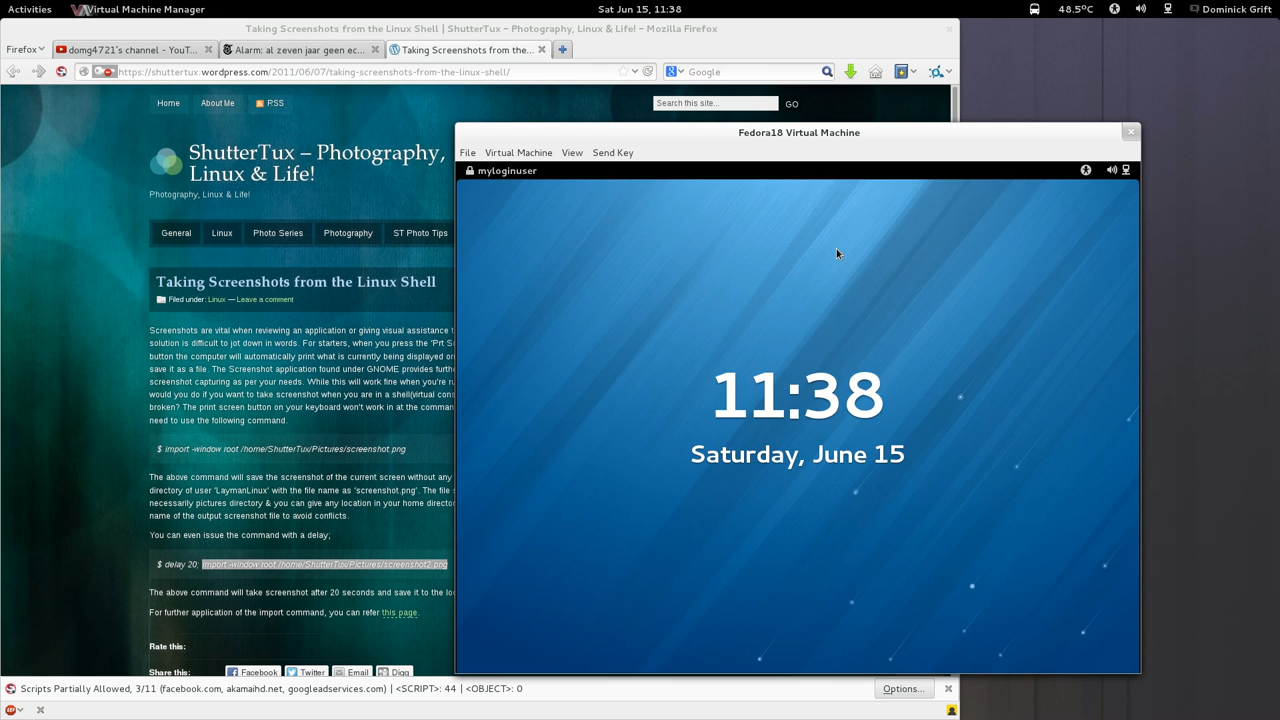 Activities
Virtual Machine Manager
Sat Jun 15, 11:38
48.5°C
Dominick Grift
Taking Screenshots from the Linux Shell | ShutterTux – Photography, Linux & Life! – Mozilla Firefox
Firefox
domg4721's channel - YouT...
Alarm: al zeven jaar geen ec...
Taking Screenshots from the...
https://shuttertux.wordpress.com/2011/06/07/taking-screenshots-from-the-linux-shell/
Google
Home
About Me
RSS
Search this site...
GO
ShutterTux – Photography,
Linux & Life!
Photography, Linux & Life!
General
Linux
Photo Series
Photography
ST Photo Tips
Taking Screenshots from the Linux Shell
Filed under: Linux — Leave a comment
Screenshots are vital when reviewing an application or giving visual assistance
solution is difficult to jot down in words. For starters, when you press the 'Prt
button the computer will automatically print what is currently being displayed
save it as a file. The Screenshot application found under GNOME provides
screenshot capturing as per your needs. While this will work fine when you're
would you do if you want to take screenshot when you are in a shell(virtual
broken? The print screen button on your keyboard won't work in at the
need to use the following command.
$ import -window root /home/ShutterTux/Pictures/screenshot.png
The above command will save the screenshot of the current screen without any
directory of user 'LaymanLinux' with the file name as 'screenshot.png'. The file
necessarily pictures directory & you can give any location in your home
name of the output screenshot file to avoid conflicts.
You can even issue the command with a delay;
$ delay 20; import -window root /home/ShutterTux/Pictures/screenshot2.png
The above command will take screenshot after 20 seconds and save it to the
For further application of the import command, you can refer this page.
Rate this:
Share this:
Facebook
Twitter
Email
Digg
Scripts Partially Allowed, 3/11 (facebook.com, akamaihd.net, googleadservices.com) | <SCRIPT>: 44 | <OBJECT>: 0
Options...
Fedora18 Virtual Machine
File
Virtual Machine
View
Send Key
myloginuser
11:38
Saturday, June 15